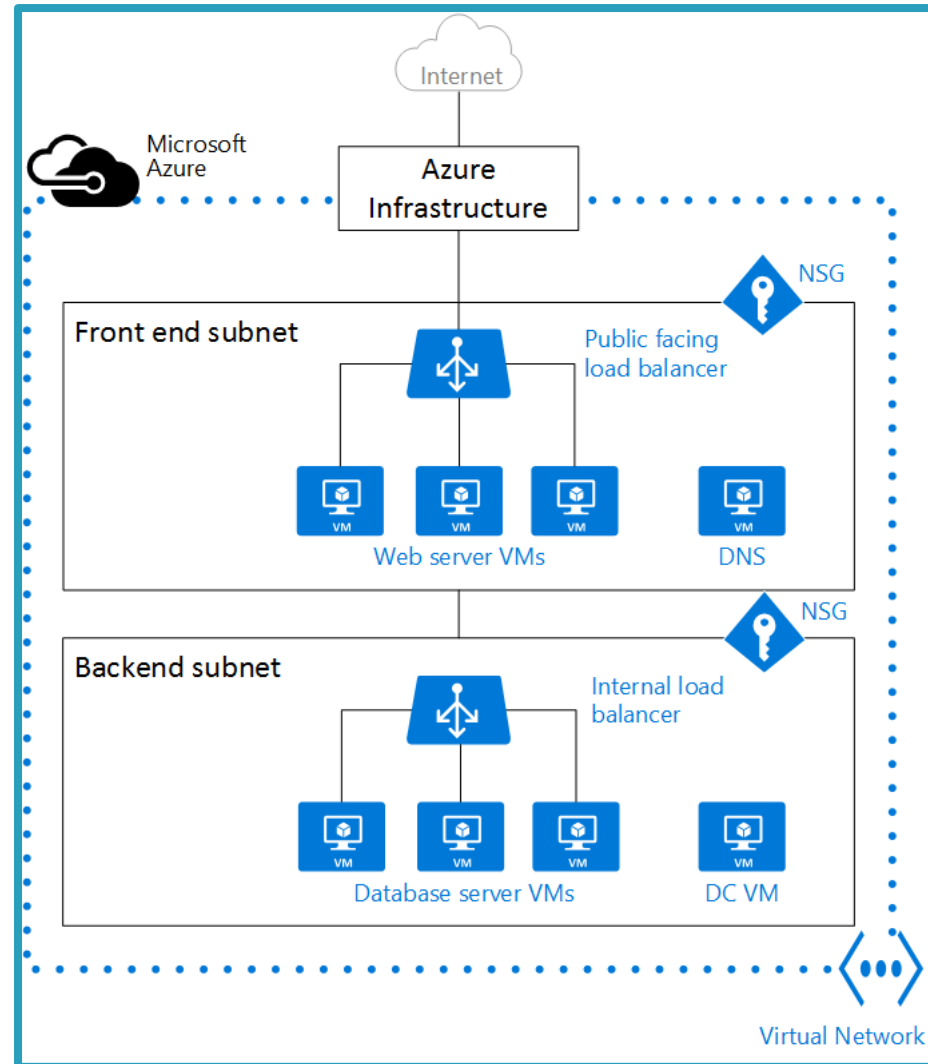 Internet
Microsoft
Azure
Azure
Infrastructure
NSG
Front end subnet
Public facing
load balancer
VM
VM
VM
VM
Web server VMs
DNS
NSG
Backend subnet
Internal load
balancer
VM
VM
VM
VM
Database server VMs
DC VM
Virtual Network